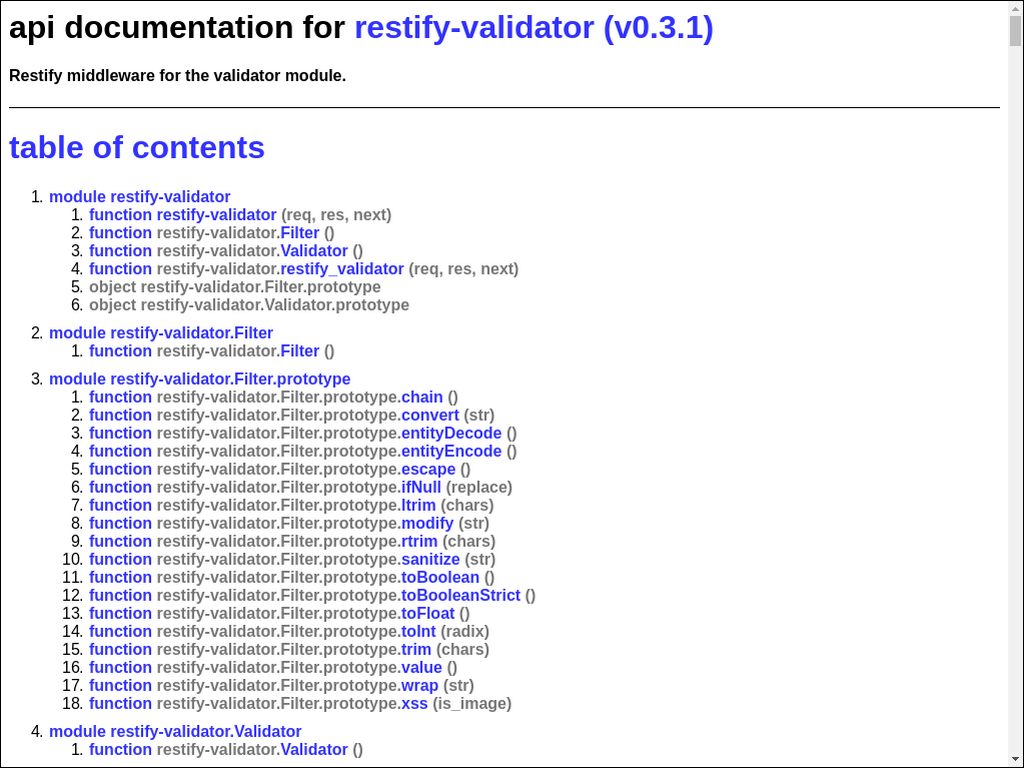 api documentation for restify-validator (v0.3.1)
Restify middleware for the validator module.
table of contents
1. module restify-validator
1. function restify-validator (req, res, next)
2. function restify-validator.Filter ()
3. function restify-validator.Validator ()
4. function restify-validator.restify_validator (req, res, next)
5. object restify-validator.Filter.prototype
6. object restify-validator.Validator.prototype
2. module restify-validator.Filter
1. function restify-validator.Filter ()
3. module restify-validator.Filter.prototype
1. function restify-validator.Filter.prototype.chain ()
2. function restify-validator.Filter.prototype.convert (str)
3. function restify-validator.Filter.prototype.entityDecode ()
4. function restify-validator.Filter.prototype.entityEncode ()
5. function restify-validator.Filter.prototype.escape ()
6. function restify-validator.Filter.prototype.ifNull (replace)
7. function restify-validator.Filter.prototype.ltrim (chars)
8. function restify-validator.Filter.prototype.modify (str)
9. function restify-validator.Filter.prototype.rtrim (chars)
10. function restify-validator.Filter.prototype.sanitize (str)
11. function restify-validator.Filter.prototype.toBoolean ()
12. function restify-validator.Filter.prototype.toBooleanStrict ()
13. function restify-validator.Filter.prototype.toFloat ()
14. function restify-validator.Filter.prototype.toInt (radix)
15. function restify-validator.Filter.prototype.trim (chars)
16. function restify-validator.Filter.prototype.value ()
17. function restify-validator.Filter.prototype.wrap (str)
18. function restify-validator.Filter.prototype.xss (is_image)
4. module restify-validator.Validator
1. function restify-validator.Validator ()